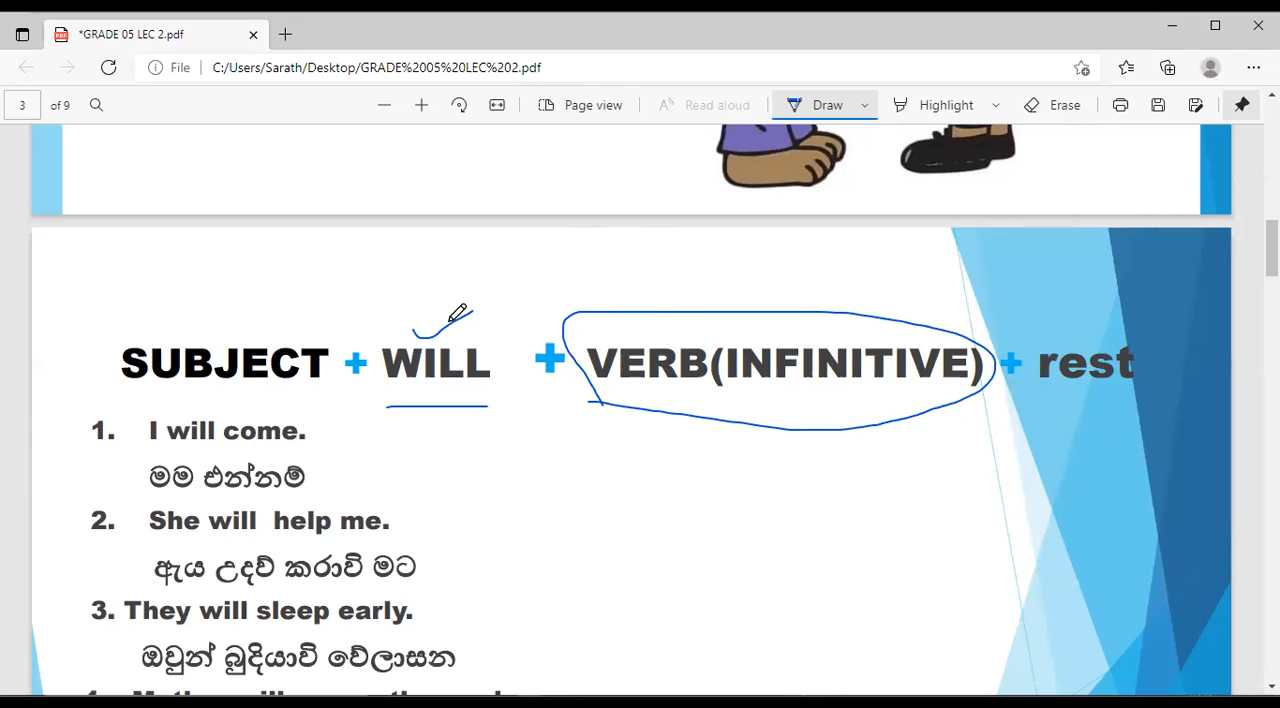 *GRADE 05 LEC 2.pdf
File C:/Users/Sarath/Desktop/GRADE%2005%20LEC%202.pdf
3 of 9 Page view Read aloud Draw Highlight Erase
SUBJECT + WILL + VERB(INFINITIVE) + rest
1. I will come.
මම එන්නම්
2. She will help me.
ඇය උදව් කරාවි මට
3. They will sleep early.
ඔවුන් බුදියාවි වේලාසන